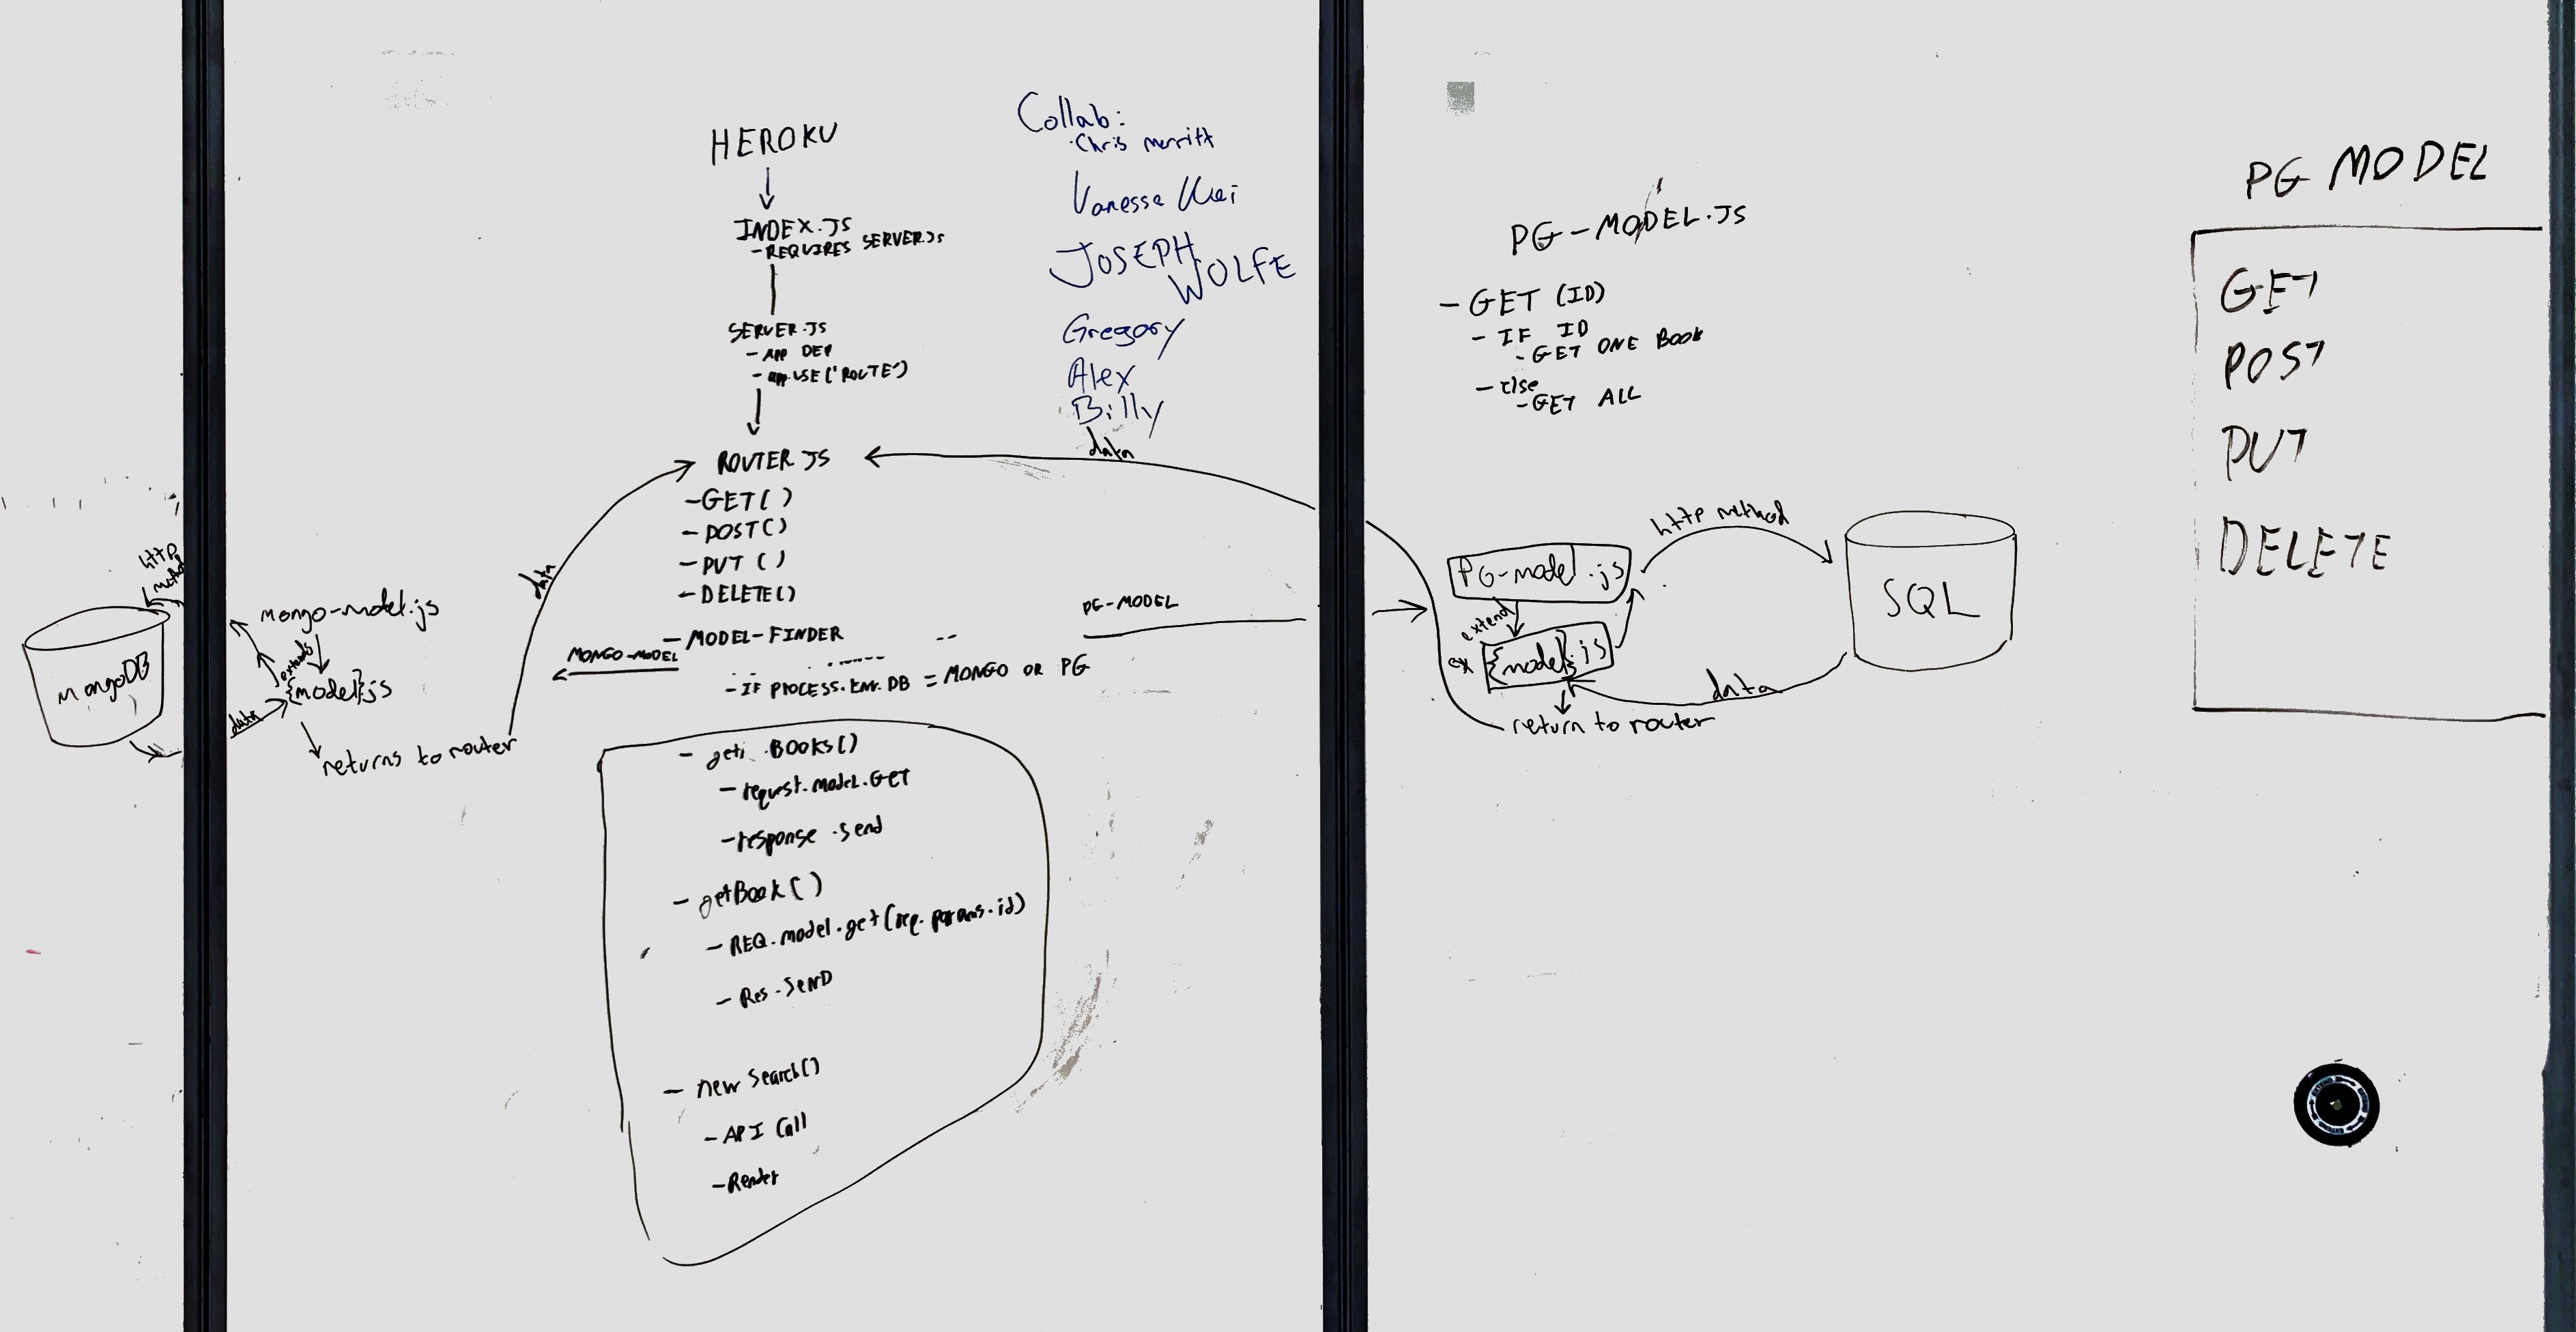 HEROKU
INDEX.JS
- REQUIRES SERVER.JS
SERVER.JS
- APP DEP
- app.USE('ROUTE')
ROUTER.JS
- GET()
- POST()
- PUT ()
- DELETE()
- MODEL-FINDER
- IF PROCESS.Env.DB = MONGO OR PG
MONGO-MODEL
PG-MODEL
data
data
Collab:
Chris merritt
Vanessa Wei
JOSEPH
WOLFE
Gregory
Alex
Billy
http
method
MongoDB
mongo-model.js
extends
{model}.js
data
returns to router
- get BOOKS()
- request.model.GET
- response.send
- getBook()
- REQ.model.get(req.params.id)
- Res.SenD
- new Search()
- API Call
- Render
PG-MODEL.JS
- GET (ID)
- IF ID
- GET ONE BOOK
- else
- GET ALL
PG-model.js
extend
ex {model}.js
http method
SQL
data
return to router
PG MODEL
GET
POST
PUT
DELETE